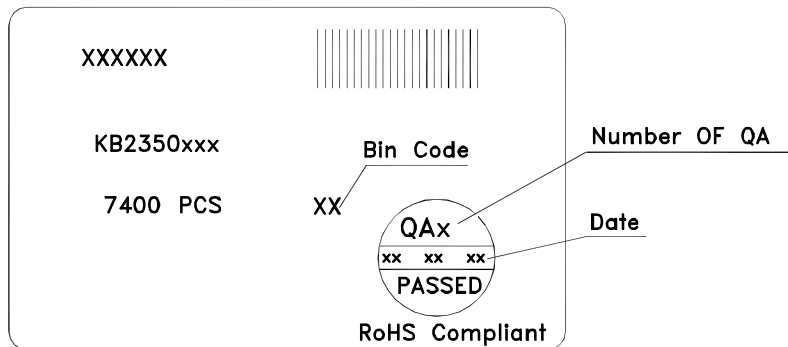 XXXXXX
KB2350xxx
Bin Code
Number OF QA
7400 PCS
XX
QAx
Date
xx xx xx
PASSED
RoHS Compliant